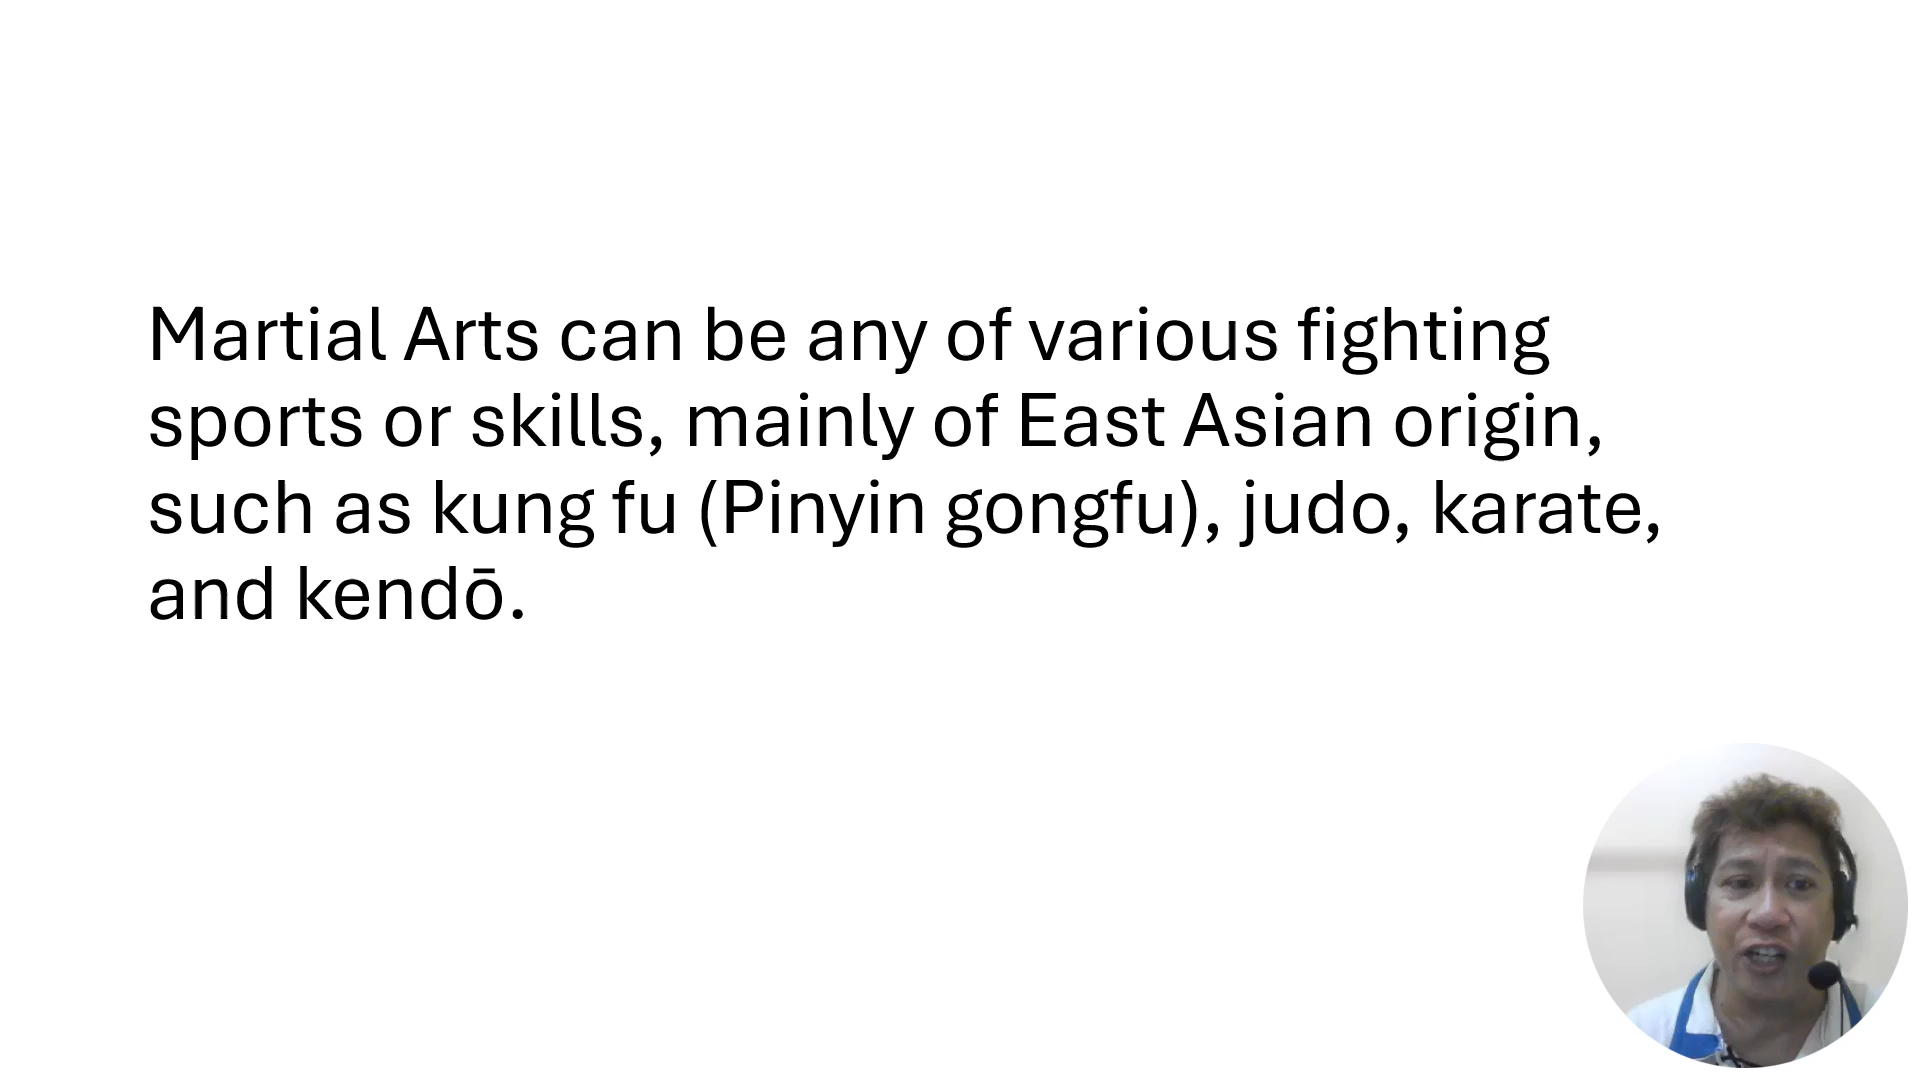 Martial Arts can be any of various fighting
sports or skills, mainly of East Asian origin,
such as kung fu (Pinyin gongfu), judo, karate,
and kendō.